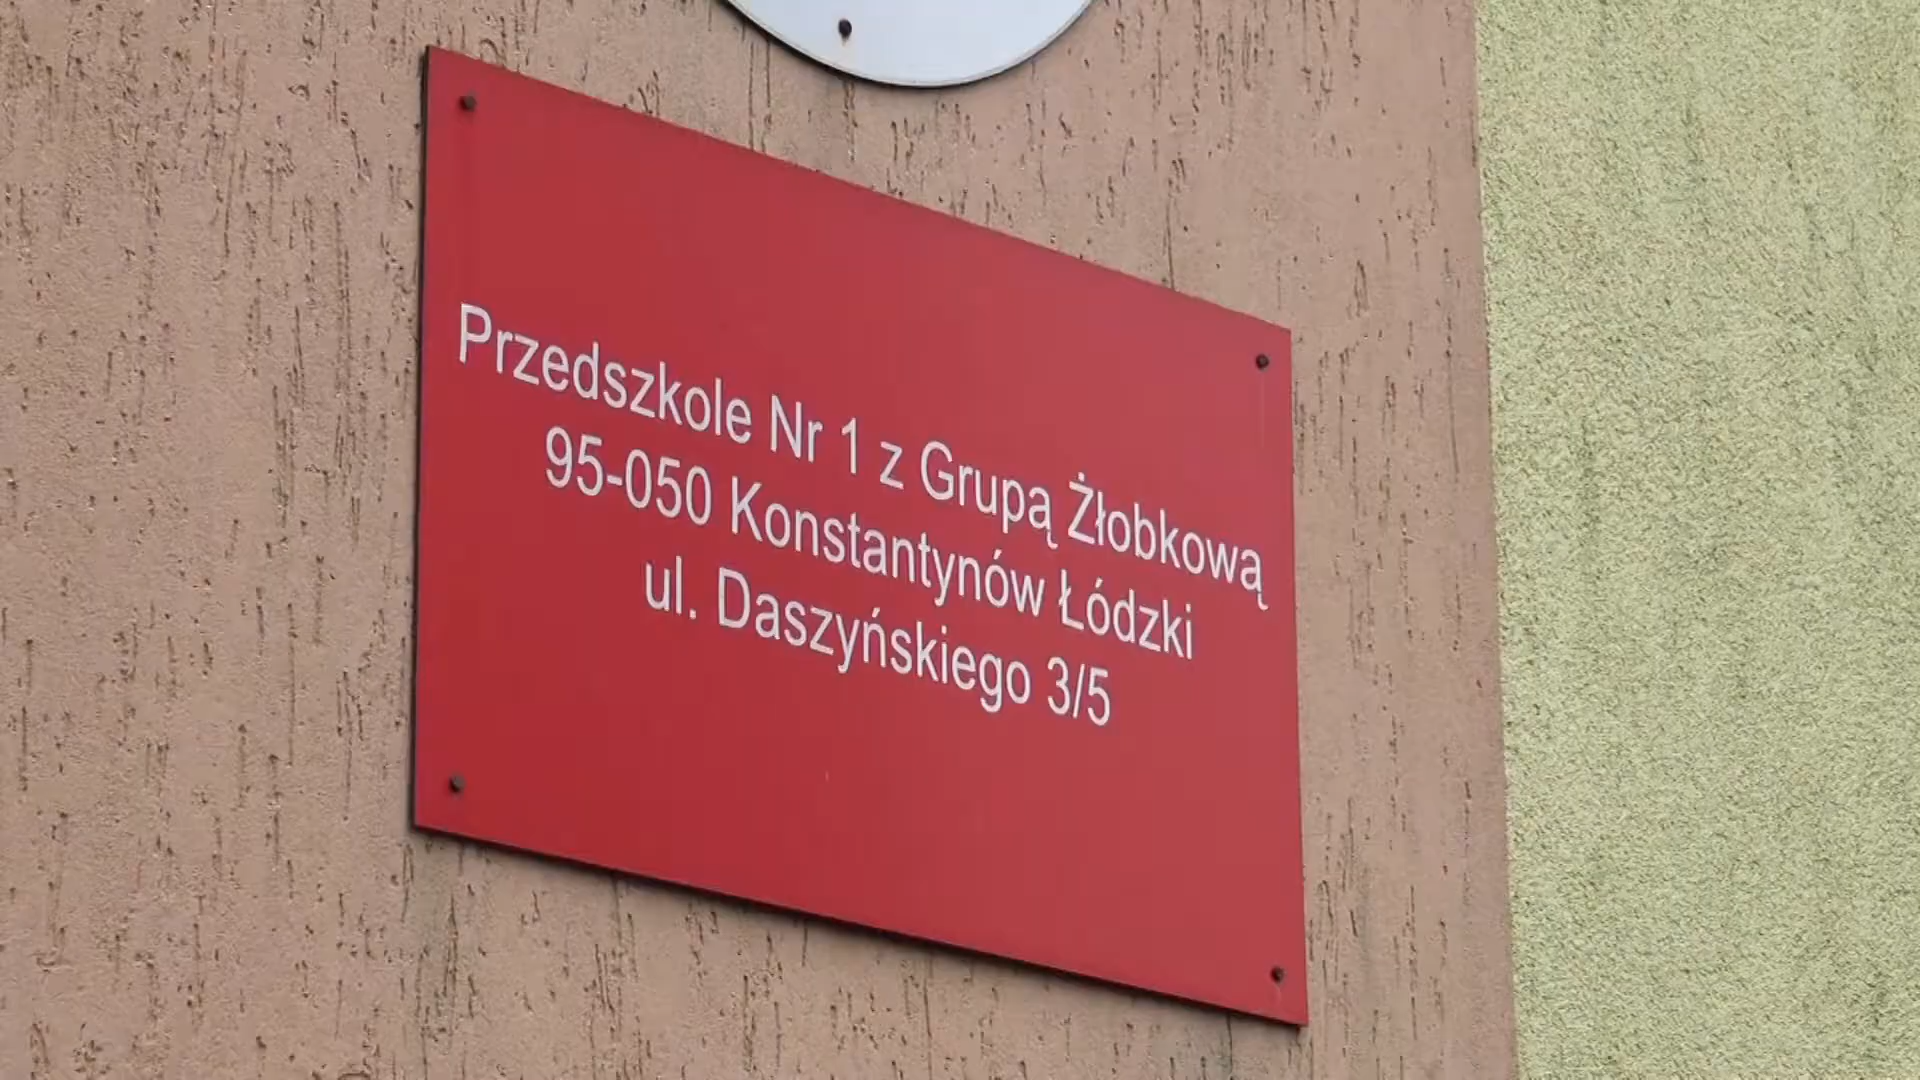 Przedszkole Nr 1 z Grupą Żłobkową
95-050 Konstantynów Łódzki
ul. Daszyńskiego 3/5